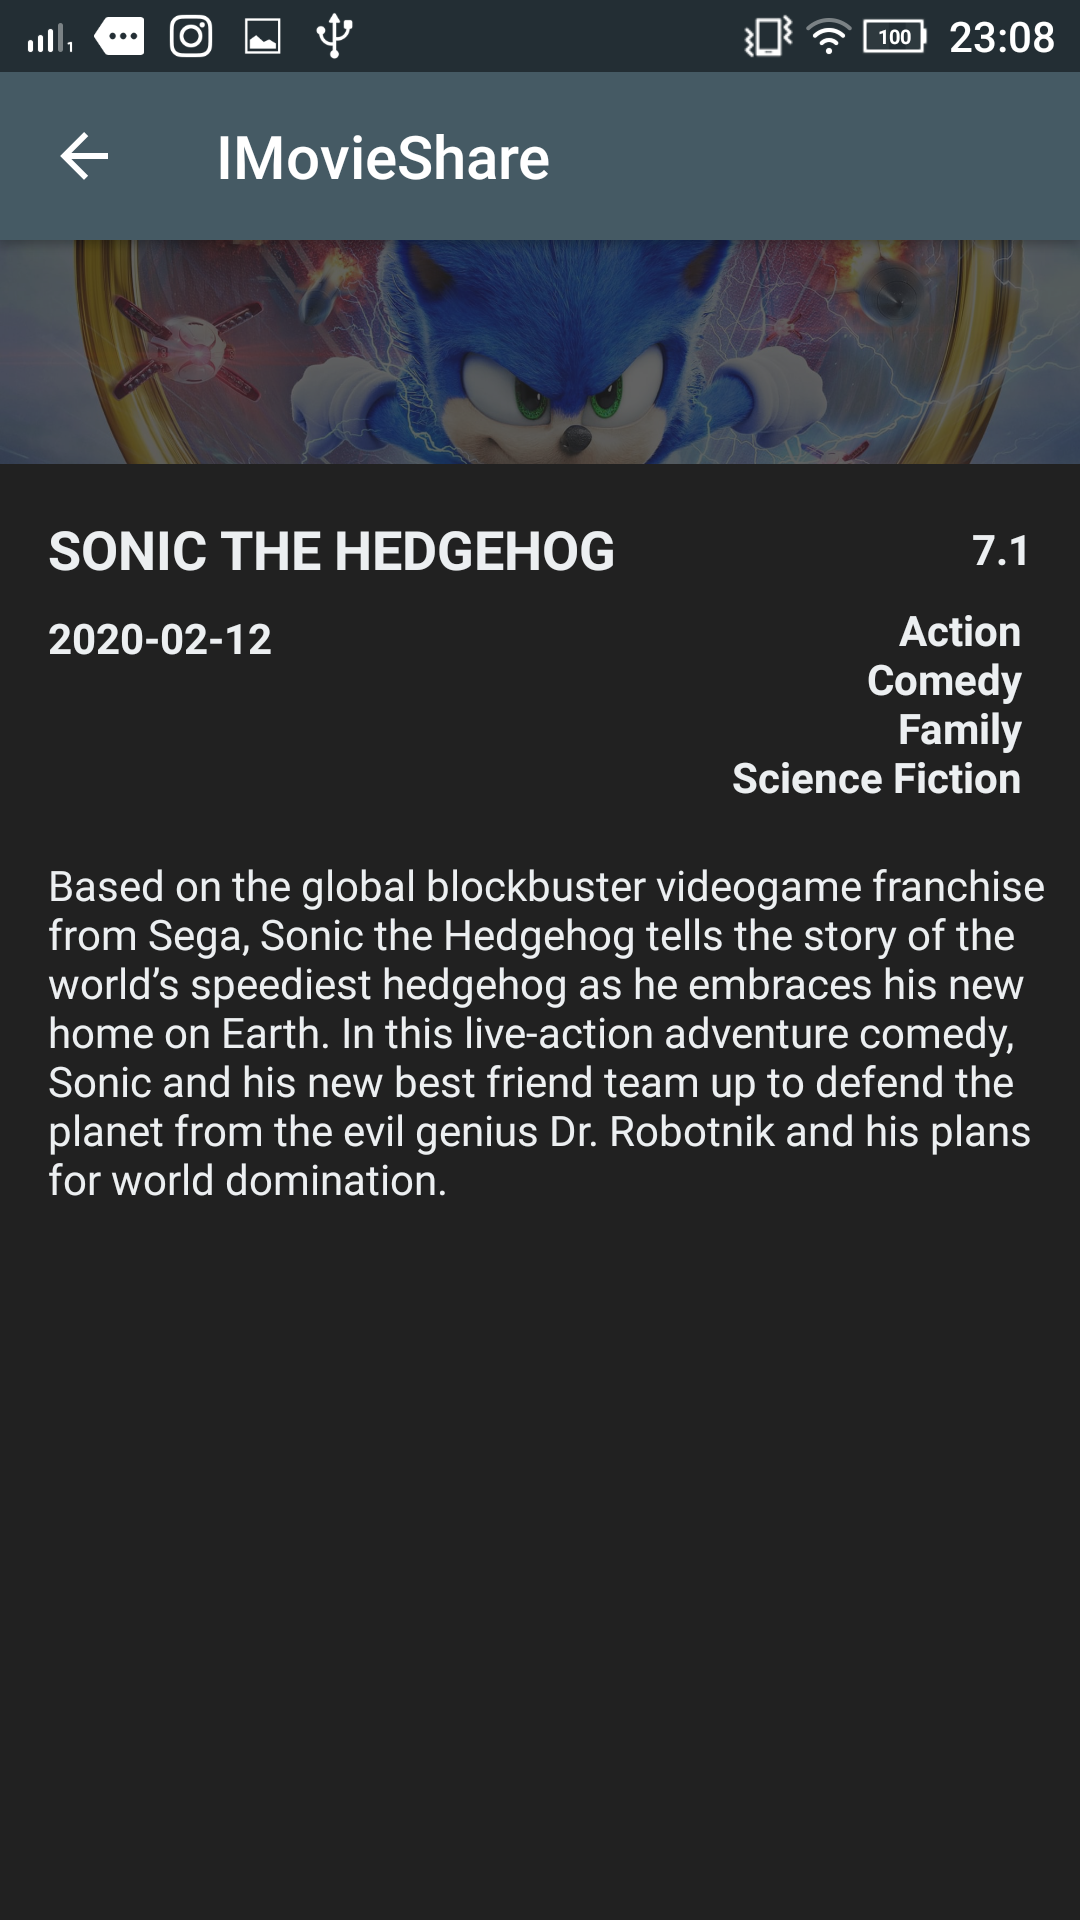 1 100 23:08
IMovieShare
SONIC THE HEDGEHOG 7.1
2020-02-12
Action
Comedy
Family
Science Fiction
Based on the global blockbuster videogame franchise
from Sega, Sonic the Hedgehog tells the story of the
world’s speediest hedgehog as he embraces his new
home on Earth. In this live-action adventure comedy,
Sonic and his new best friend team up to defend the
planet from the evil genius Dr. Robotnik and his plans
for world domination.